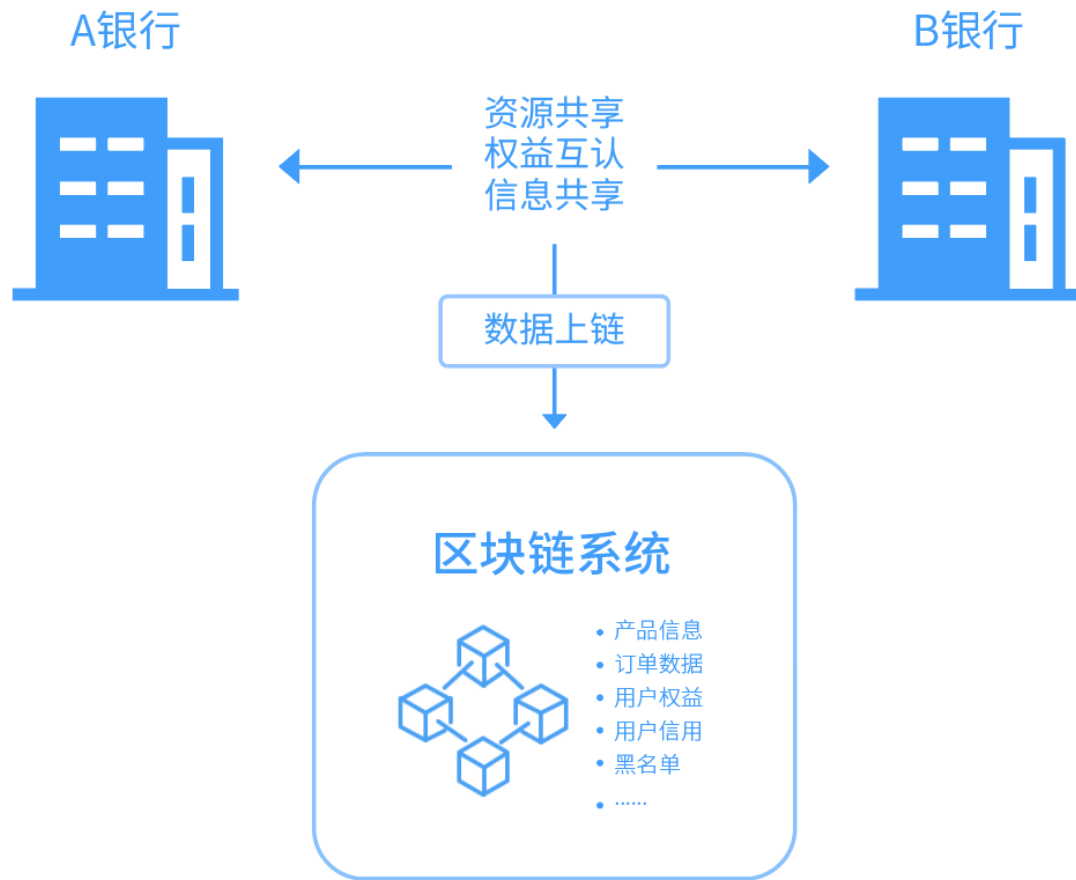 A银行
B银行
资源共享
权益互认
信息共享
数据上链
区块链系统
产品信息
订单数据
用户权益
用户信用
黑名单
……